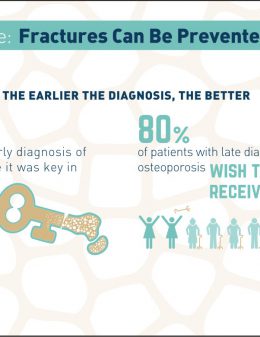 e: Fractures Can Be Prevente
THE EARLIER THE DIAGNOSIS, THE BETTER
rly diagnosis of
e it was key in
80%
of patients with late dia
osteoporosis WISH T
RECEIV